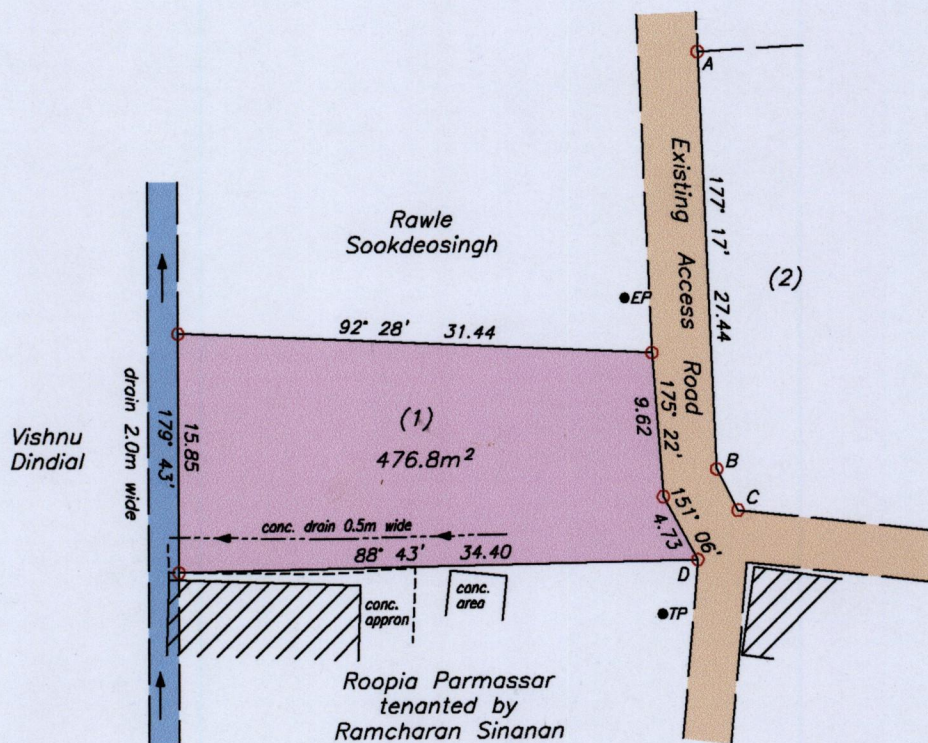 A
Existing Access Road
177° 17' 27.44
(2)
Rawle
Sookdeosingh
EP
92° 28' 31.44
drain 2.0m wide
179° 43'
15.85
Vishnu
Dindial
(1)
476.8m²
9.62
175° 22'
B
C
151° 06'
4.73
conc. drain 0.5m wide
88° 43' 34.40
D
conc.
appron
conc.
area
TP
Roopia Parmassar
tenanted by
Ramcharan Sinanan